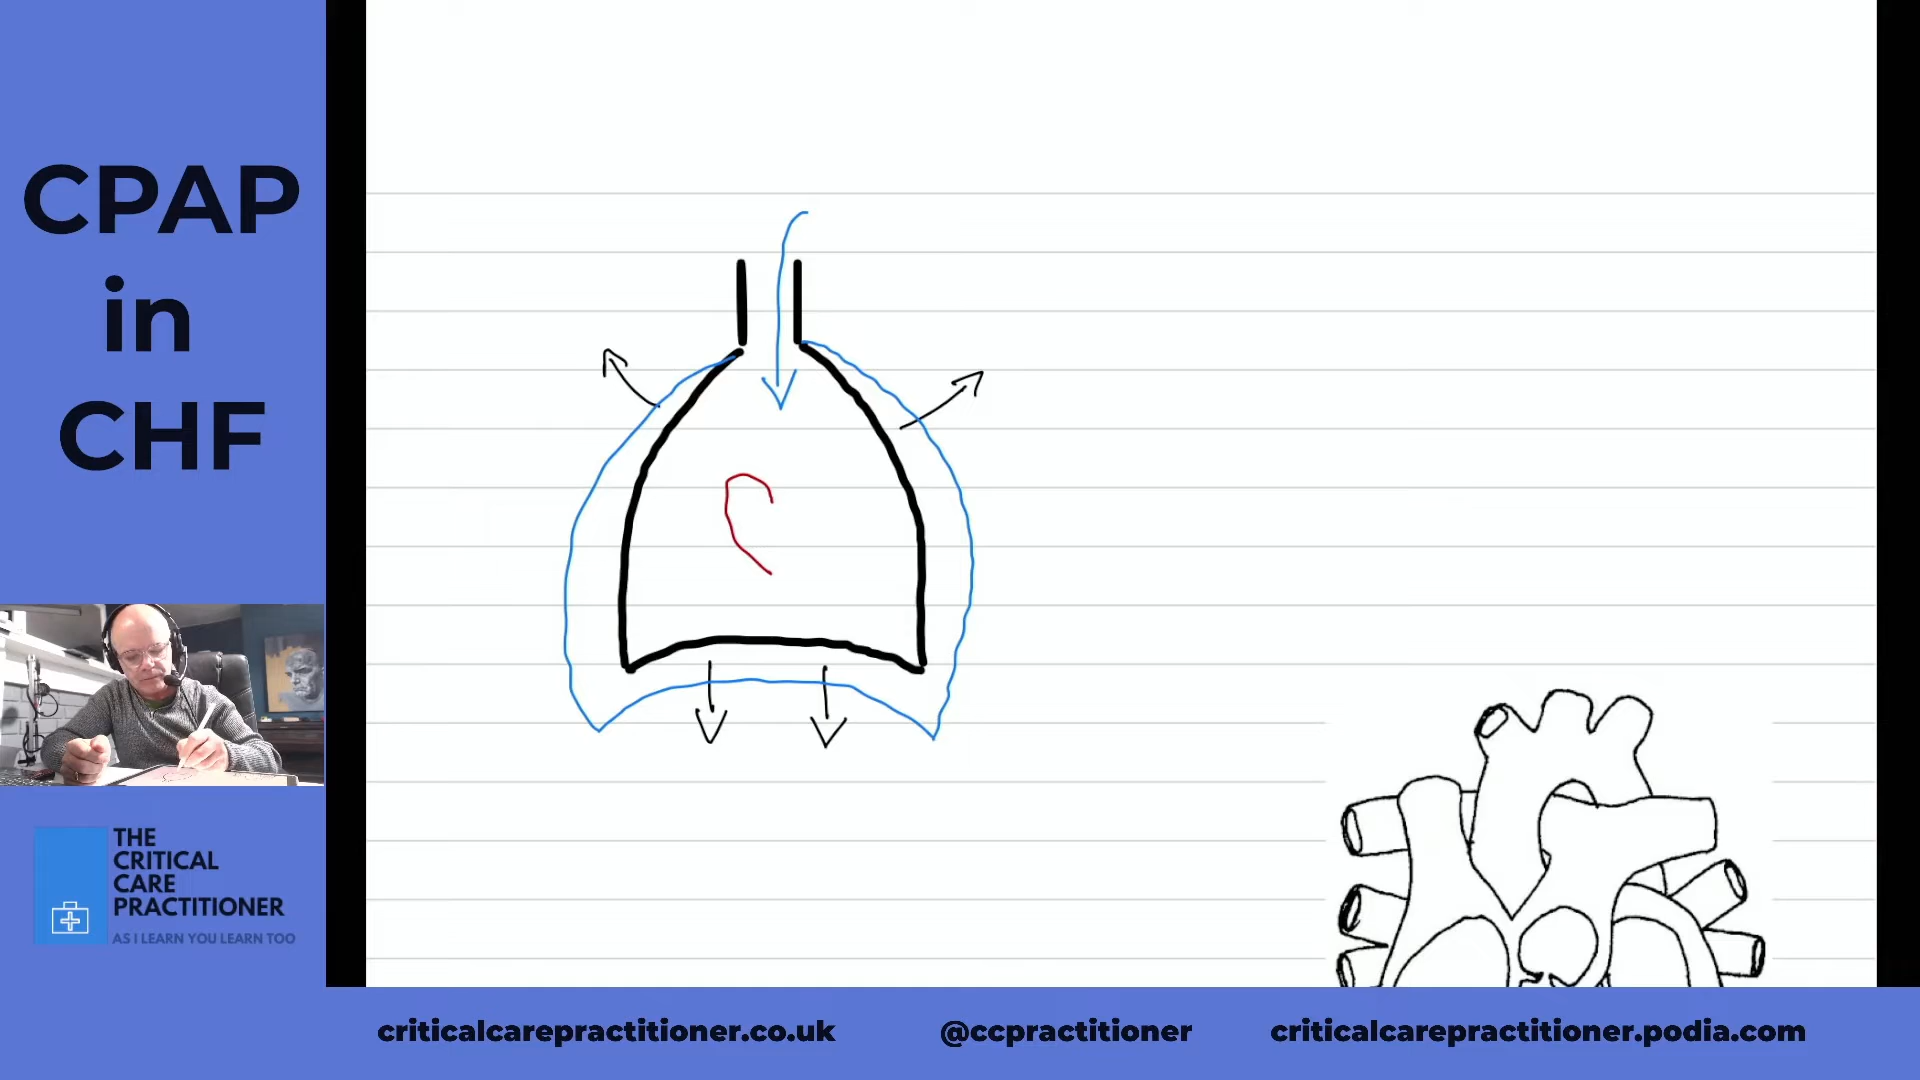 CPAP
in
CHF
THE
CRITICAL
CARE
PRACTITIONER
AS I LEARN YOU LEARN TOO
criticalcarepractitioner.co.uk
@ccpractitioner
criticalcarepractitioner.podia.com